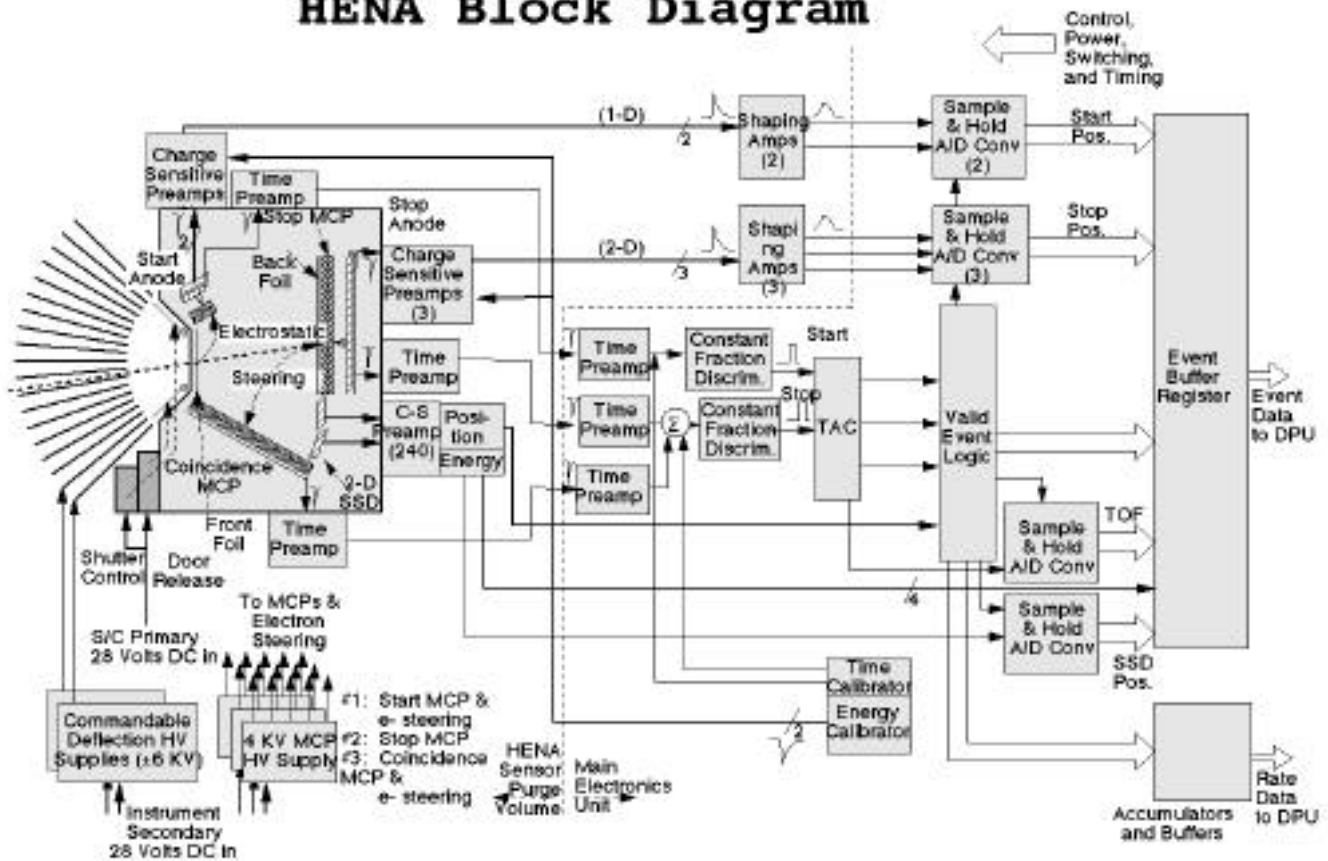 HENA Block Diagram
Control,
Power,
Switching,
and Timing
(1-D)
2
Shaping
Amps
(2)
Sample
& Hold
A/D Conv
(2)
Start
Pos.
Charge
Sensitive
Preamps
2
Time
Preamp
Stop MCP
Stop
Anode
Start
Anode
Back
Foil
Charge
Sensitive
Preamps
(3)
(2-D)
3
Shapi
ng
Amps
(3)
Sample
& Hold
A/D Conv
(3)
Stop
Pos.
Electrostatic
Steering
Time
Preamp
Time
Preamp
Constant
Fraction
Discrim.
Start
Time
Preamp
Σ
Constant
Fraction
Discrim.
Stop
TAC
Valid
Event
Logic
Event
Buffer
Register
Event
Data
to DPU
C-S
Preamp
(240)
Posi-
tion
Energy
Time
Preamp
Coincidence
MCP
2-D
SSD
Front
Foil
Time
Preamp
Shutter
Control
Door
Release
Sample
& Hold
A/D Conv
TOF
4
Sample
& Hold
A/D Conv
SSD
Pos.
To MCPs &
Electron
Steering
S/C Primary
28 Volts DC in
Time
Calibrator
Energy
Calibrator
2
Commandable
Deflection HV
Supplies (±6 KV)
4 KV MCP
HV Supply
#1: Start MCP &
e- steering
#2: Stop MCP
#3: Coincidence
MCP &
e- steering
HENA
Sensor
Purge
Volume
Main
Electronics
Unit
Instrument
Secondary
28 Volts DC in
Accumulators
and Buffers
Rate
Data
to DPU